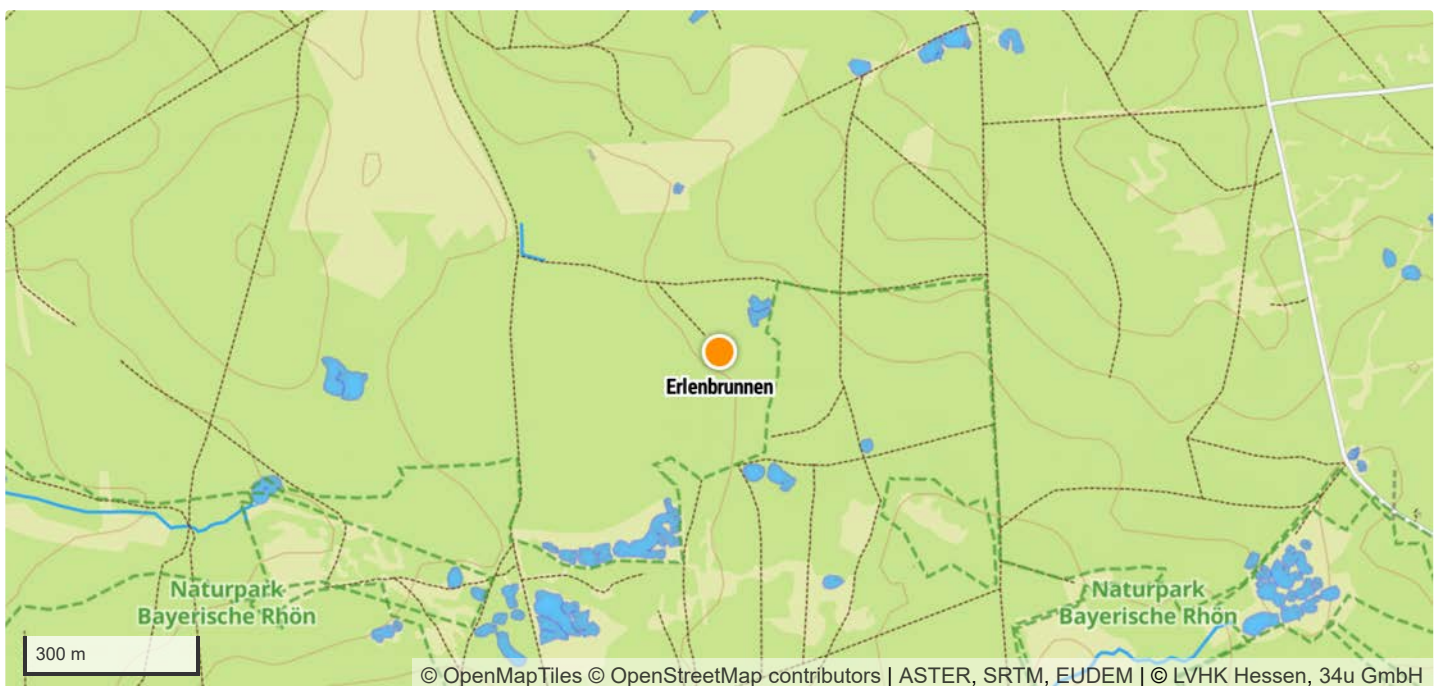 Erlenbrunnen
Naturpark
Bayerische Rhön
Naturpark
Bayerische Rhön
300 m
© OpenMapTiles © OpenStreetMap contributors | ASTER, SRTM, EUDEM | © LVHK Hessen, 34u GmbH